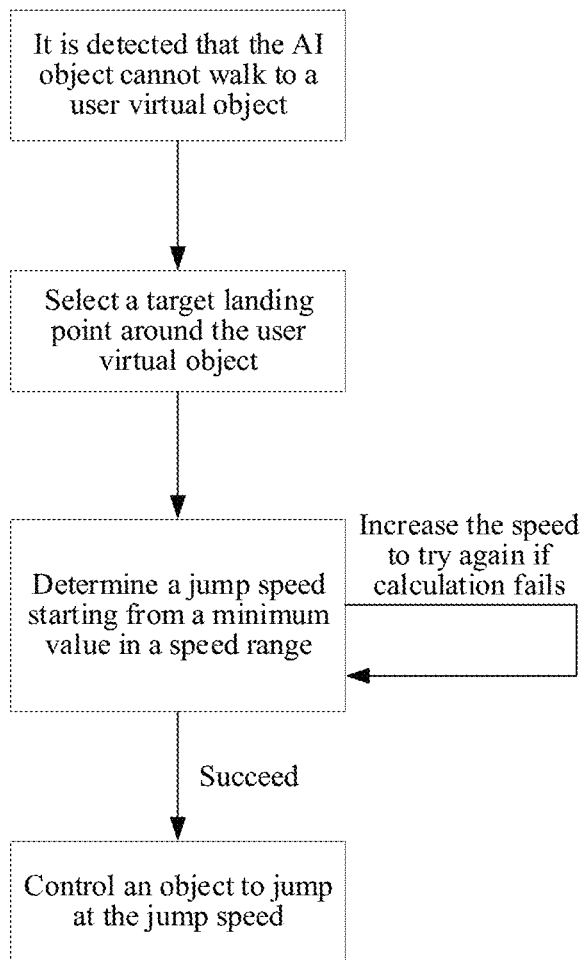 It is detected that the AI
object cannot walk to a
user virtual object
Select a target landing
point around the user
virtual object
Increase the speed
to try again if
calculation fails
Determine a jump speed
starting from a minimum
value in a speed range
Succeed
Control an object to jump
at the jump speed